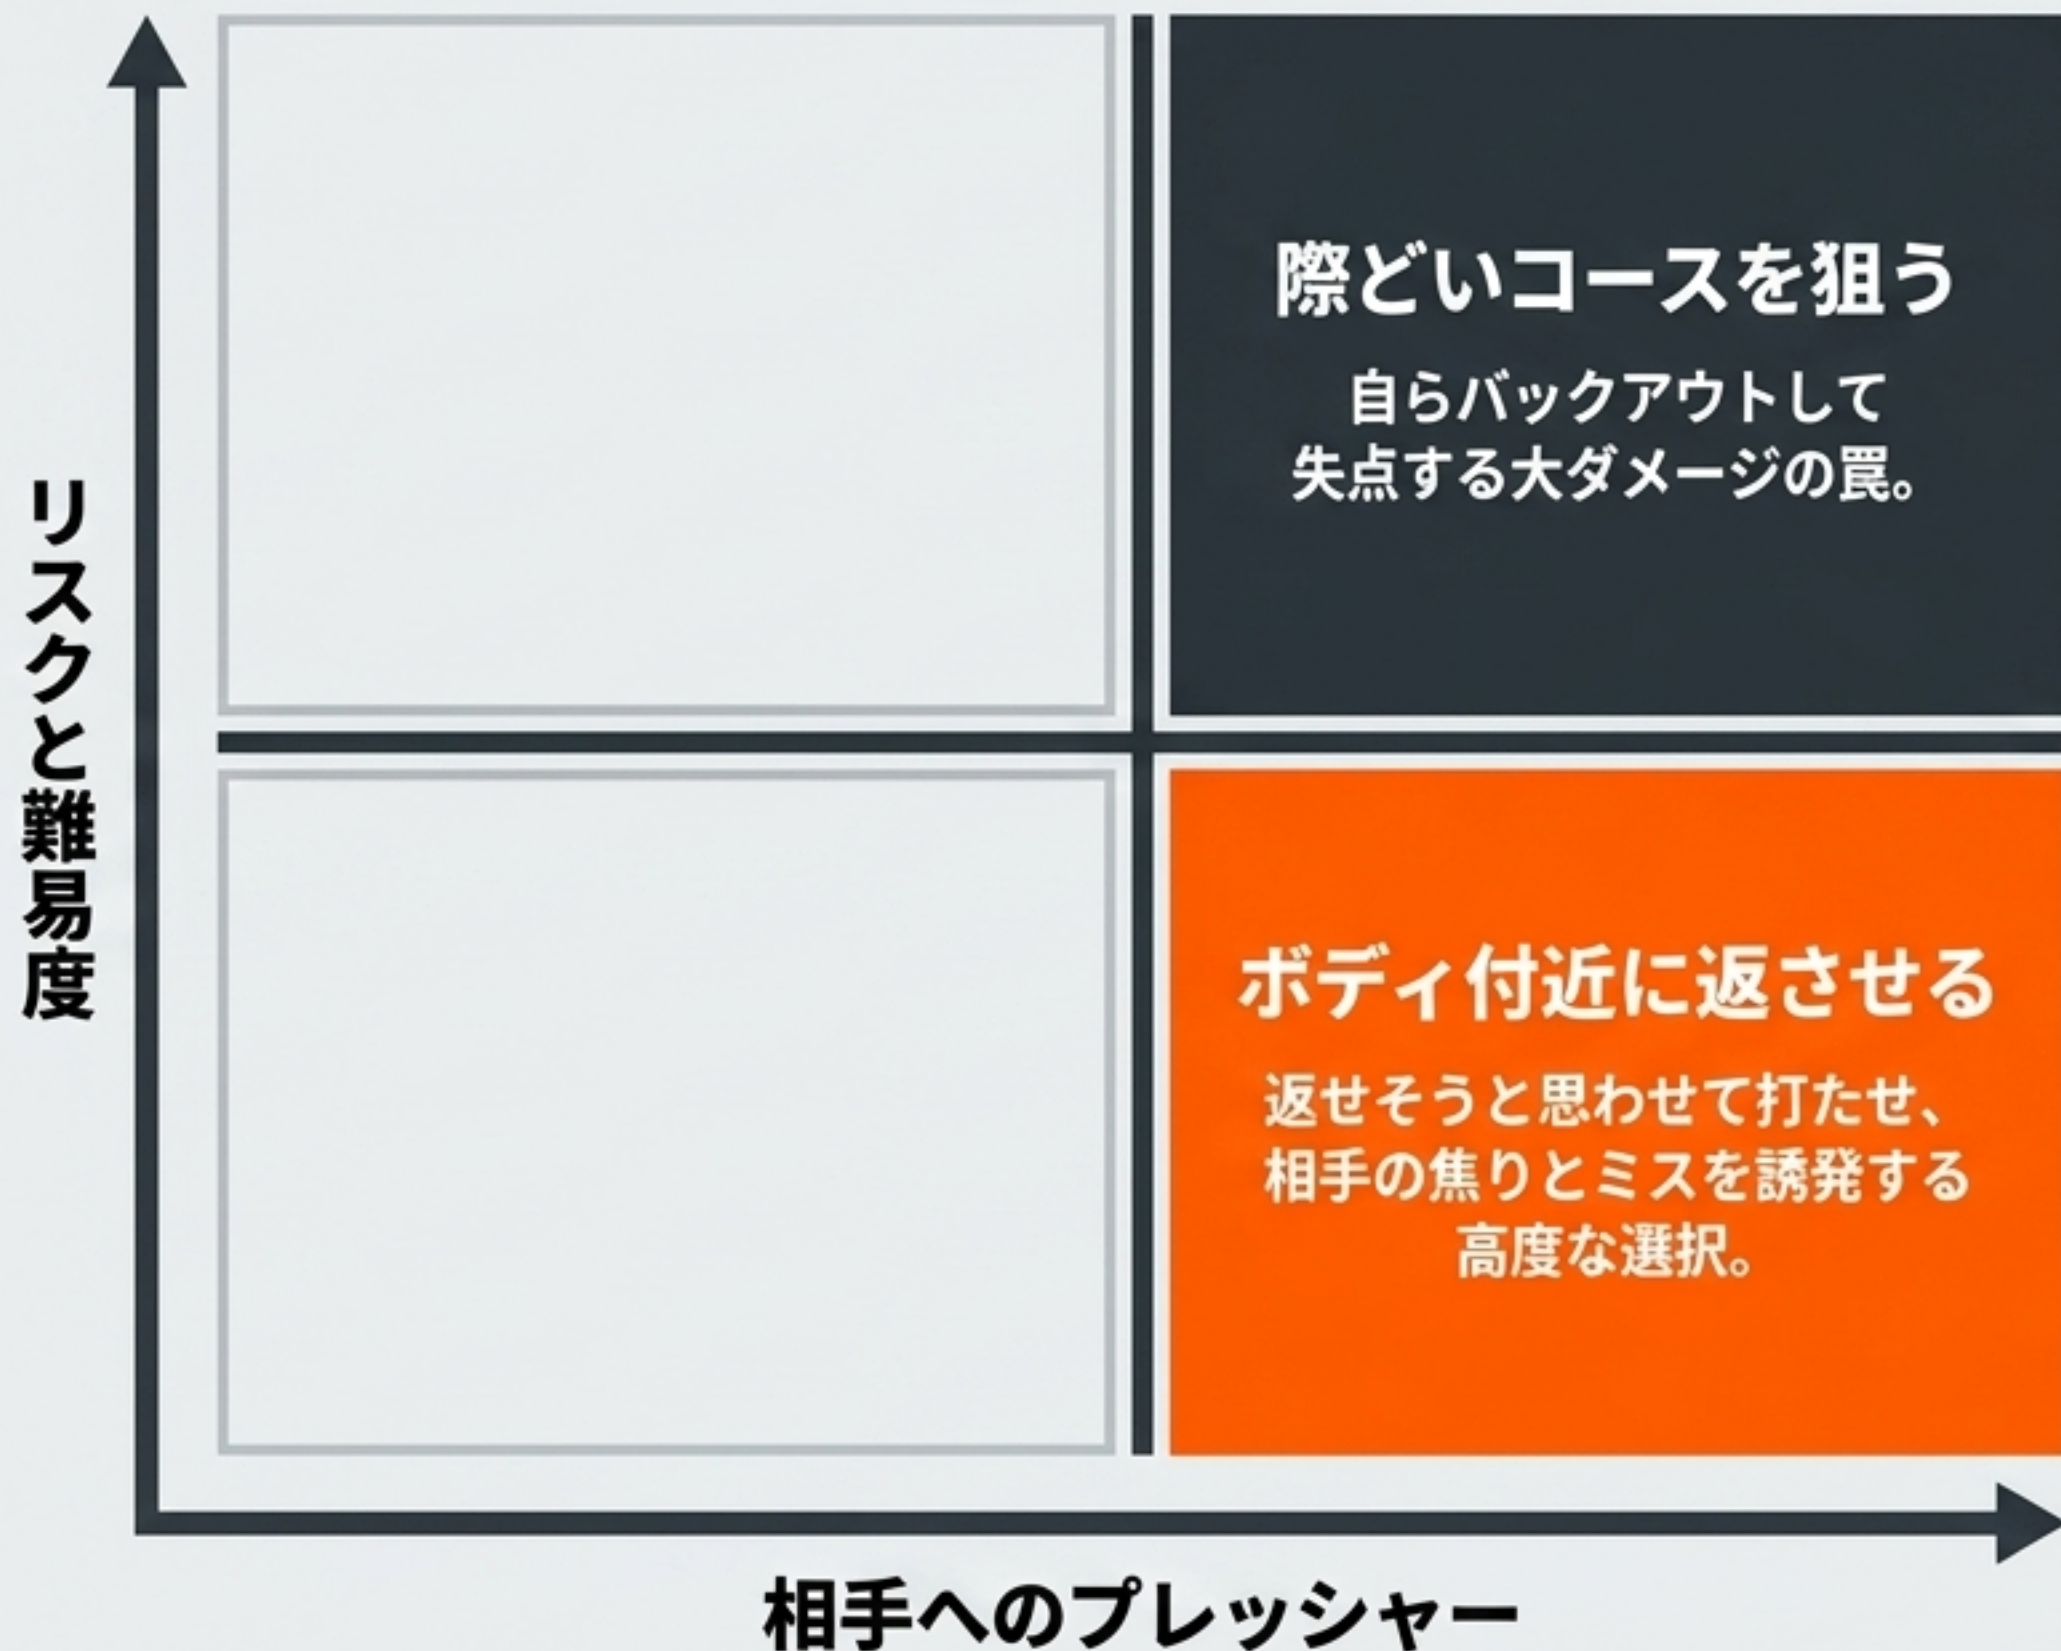 リスクと難易度
際どいコースを狙う
自らバックアウトして
失点する大ダメージの罠。
ボディ付近に返させる
返せそうと思わせて打たせ、
相手の焦りとミスを誘発する
高度な選択。
相手へのプレッシャー